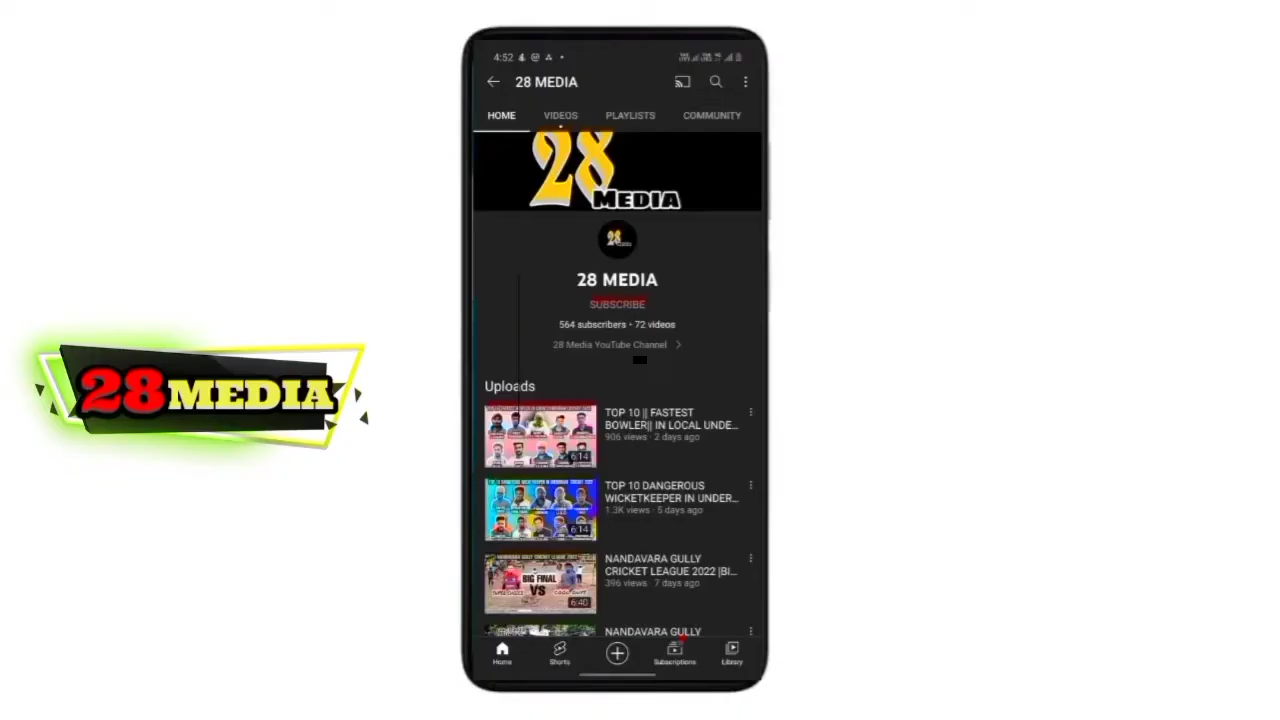 4:52
28 MEDIA
HOME VIDEOS PLAYLISTS COMMUNITY
28
MEDIA
28 MEDIA
SUBSCRIBE
564 subscribers • 72 videos
28 Media YouTube Channel
28MEDIA
Uploads
TOP 10 || FASTEST
BOWLER|| IN LOCAL UNDE...
906 views · 2 days ago
6:14
TOP 10 DANGEROUS
WICKETKEEPER IN UNDER...
1.3K views · 5 days ago
6:14
NANDAVARA GULLY
CRICKET LEAGUE 2022 |BI...
396 views · 7 days ago
BIG FINAL
VS
6:40
NANDAVARA GULLY
Home Shorts Subscriptions Library